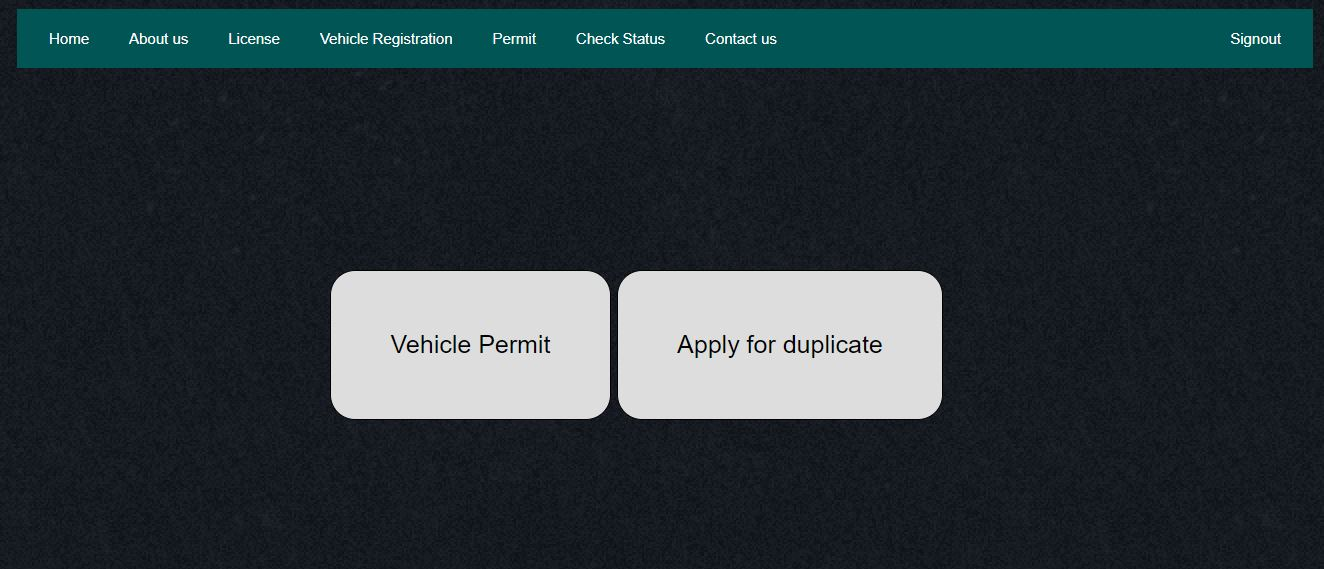 Home About us License Vehicle Registration Permit Check Status Contact us Signout
Vehicle Permit Apply for duplicate